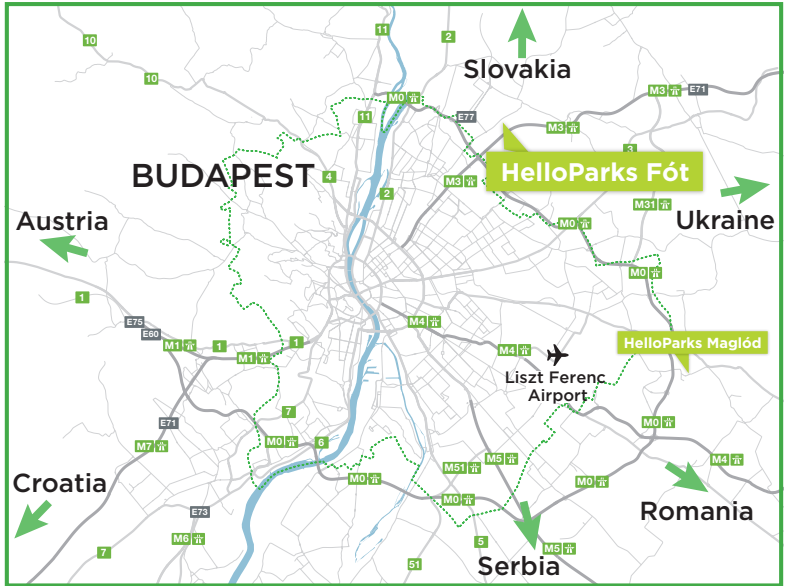 11
2
10
Slovakia
10
M3
E71
M0
11
E77
M3
3
HelloParks Fót
BUDAPEST
4
M3
2
M31
Ukraine
Austria
M0
M0
1
E75
E60
M4
M1
1
1
M1
M4
HelloParks Maglód
Liszt Ferenc
Airport
7
E71
M0
M7
M0
6
M5
M4
M51
M0
M0
Croatia
M0
E73
Romania
M6
7
5
M5
Serbia
51